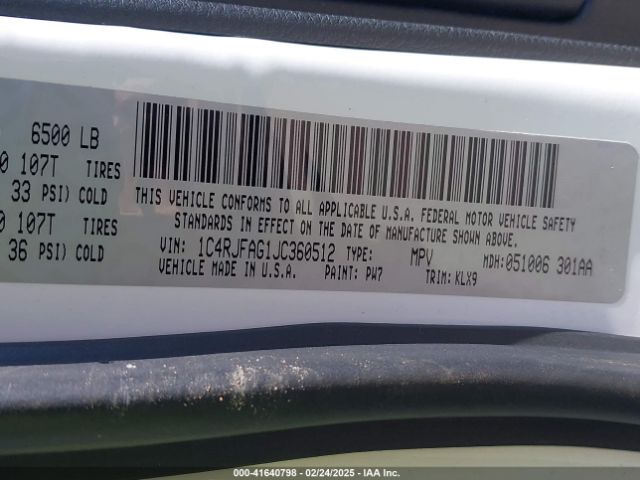 6500 LB
0 107T TIRES
33 PSI) COLD
0 107T TIRES
36 PSI) COLD
THIS VEHICLE CONFORMS TO ALL APPLICABLE U.S.A. FEDERAL MOTOR VEHICLE SAFETY
STANDARDS IN EFFECT ON THE DATE OF MANUFACTURE SHOWN ABOVE.
VIN: 1C4RJFAG1JC360512 TYPE: MPV MDH:051006 301AA
VEHICLE MADE IN U.S.A. PAINT: PW7 TRIM: KLX9
000-41640798 - 02/24/2025 - IAA Inc.